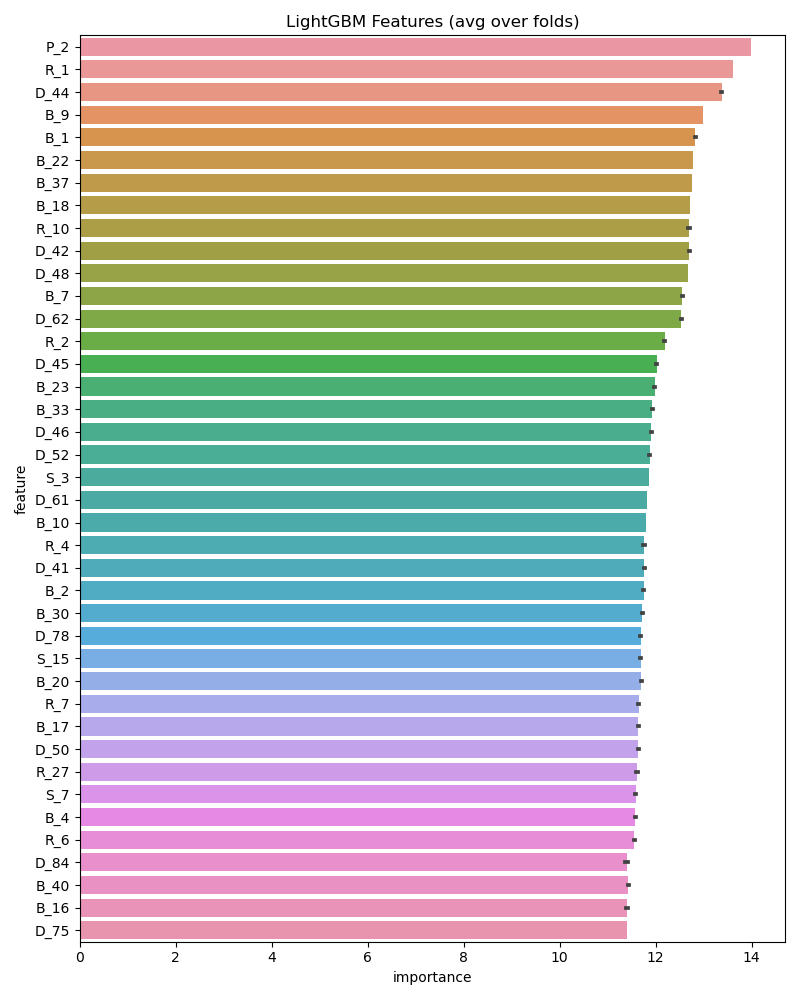 LightGBM Features (avg over folds)
P_2
R_1
D_44
B_9
B_1
B_22
B_37
B_18
R_10
D_42
D_48
B_7
D_62
R_2
D_45
B_23
B_33
D_46
D_52
S_3
D_61
B_10
R_4
D_41
B_2
B_30
D_78
S_15
B_20
R_7
B_17
D_50
R_27
S_7
B_4
R_6
D_84
B_40
B_16
D_75
feature
0 2 4 6 8 10 12 14
importance